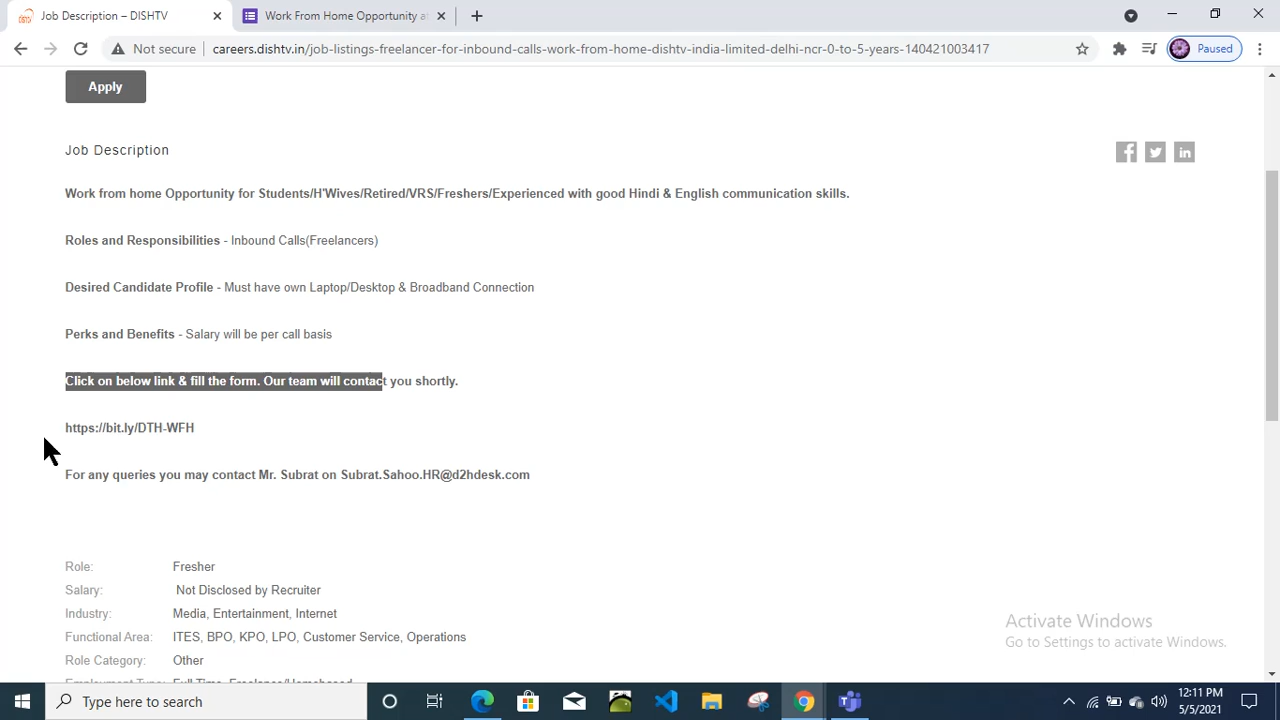 Job Description – DISHTV
Work From Home Opportunity at
Not secure
careers.dishtv.in/job-listings-freelancer-for-inbound-calls-work-from-home-dishtv-india-limited-delhi-ncr-0-to-5-years-140421003417
Paused
Apply
Job Description
Work from home Opportunity for Students/H'Wives/Retired/VRS/Freshers/Experienced with good Hindi & English communication skills.
Roles and Responsibilities - Inbound Calls(Freelancers)
Desired Candidate Profile - Must have own Laptop/Desktop & Broadband Connection
Perks and Benefits - Salary will be per call basis
Click on below link & fill the form. Our team will contact you shortly.
https://bit.ly/DTH-WFH
For any queries you may contact Mr. Subrat on Subrat.Sahoo.HR@d2hdesk.com
Role: Fresher
Salary: Not Disclosed by Recruiter
Industry: Media, Entertainment, Internet
Functional Area: ITES, BPO, KPO, LPO, Customer Service, Operations
Role Category: Other
Employment Type: Full Time, Freelance/Homebased
Activate Windows
Go to Settings to activate Windows.
Type here to search
12:11 PM
5/5/2021